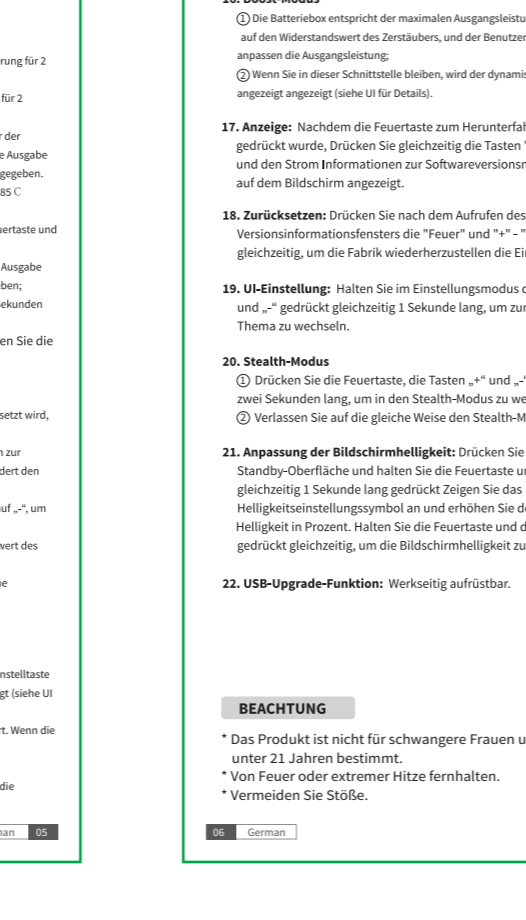 rung für 2
für 2
der
e Ausgabe
gegeben.
85 C
uertaste und
Ausgabe
ben;
ekunden
en Sie die
setzt wird,
n zur
dert den
uf „-“, um
wert des
ne
nstelltaste
gt (siehe UI
rt. Wenn die
die
man 05
16. Boost-Modus
① Die Batteriebox entspricht der maximalen Ausgangsleistu
auf den Widerstandswert des Zerstäubers, und der Benutzer
anpassen die Ausgangsleistung;
② Wenn Sie in dieser Schnittstelle bleiben, wird der dynamis
angezeigt angezeigt (siehe UI für Details).
17. Anzeige: Nachdem die Feuertaste zum Herunterfah
gedrückt wurde, Drücken Sie gleichzeitig die Tasten "
und den Strom Informationen zur Softwareversionsn
auf dem Bildschirm angezeigt.
18. Zurücksetzen: Drücken Sie nach dem Aufrufen des
Versionsinformationsfensters die "Feuer" und "+" - "
gleichzeitig, um die Fabrik wiederherzustellen die Ein
19. UI-Einstellung: Halten Sie im Einstellungsmodus d
und „-“ gedrückt gleichzeitig 1 Sekunde lang, um zur
Thema zu wechseln.
20. Stealth-Modus
① Drücken Sie die Feuertaste, die Tasten „+“ und „-“
zwei Sekunden lang, um in den Stealth-Modus zu we
② Verlassen Sie auf die gleiche Weise den Stealth-M
21. Anpassung der Bildschirmhelligkeit: Drücken Sie
Standby-Oberfläche und halten Sie die Feuertaste un
gleichzeitig 1 Sekunde lang gedrückt Zeigen Sie das
Helligkeitseinstellungssymbol an und erhöhen Sie de
Helligkeit in Prozent. Halten Sie die Feuertaste und d
gedrückt gleichzeitig, um die Bildschirmhelligkeit zu
22. USB-Upgrade-Funktion: Werkseitig aufrüstbar.
BEACHTUNG
* Das Produkt ist nicht für schwangere Frauen u
unter 21 Jahren bestimmt.
* Von Feuer oder extremer Hitze fernhalten.
* Vermeiden Sie Stöße.
06 German